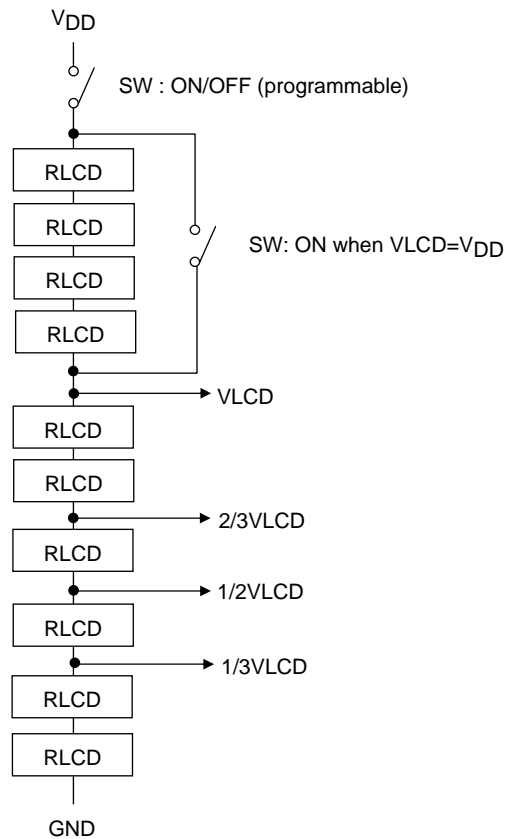 VDD
SW : ON/OFF (programmable)
RLCD
RLCD
SW: ON when VLCD=VDD
RLCD
RLCD
VLCD
RLCD
RLCD
2/3VLCD
RLCD
1/2VLCD
RLCD
1/3VLCD
RLCD
RLCD
GND